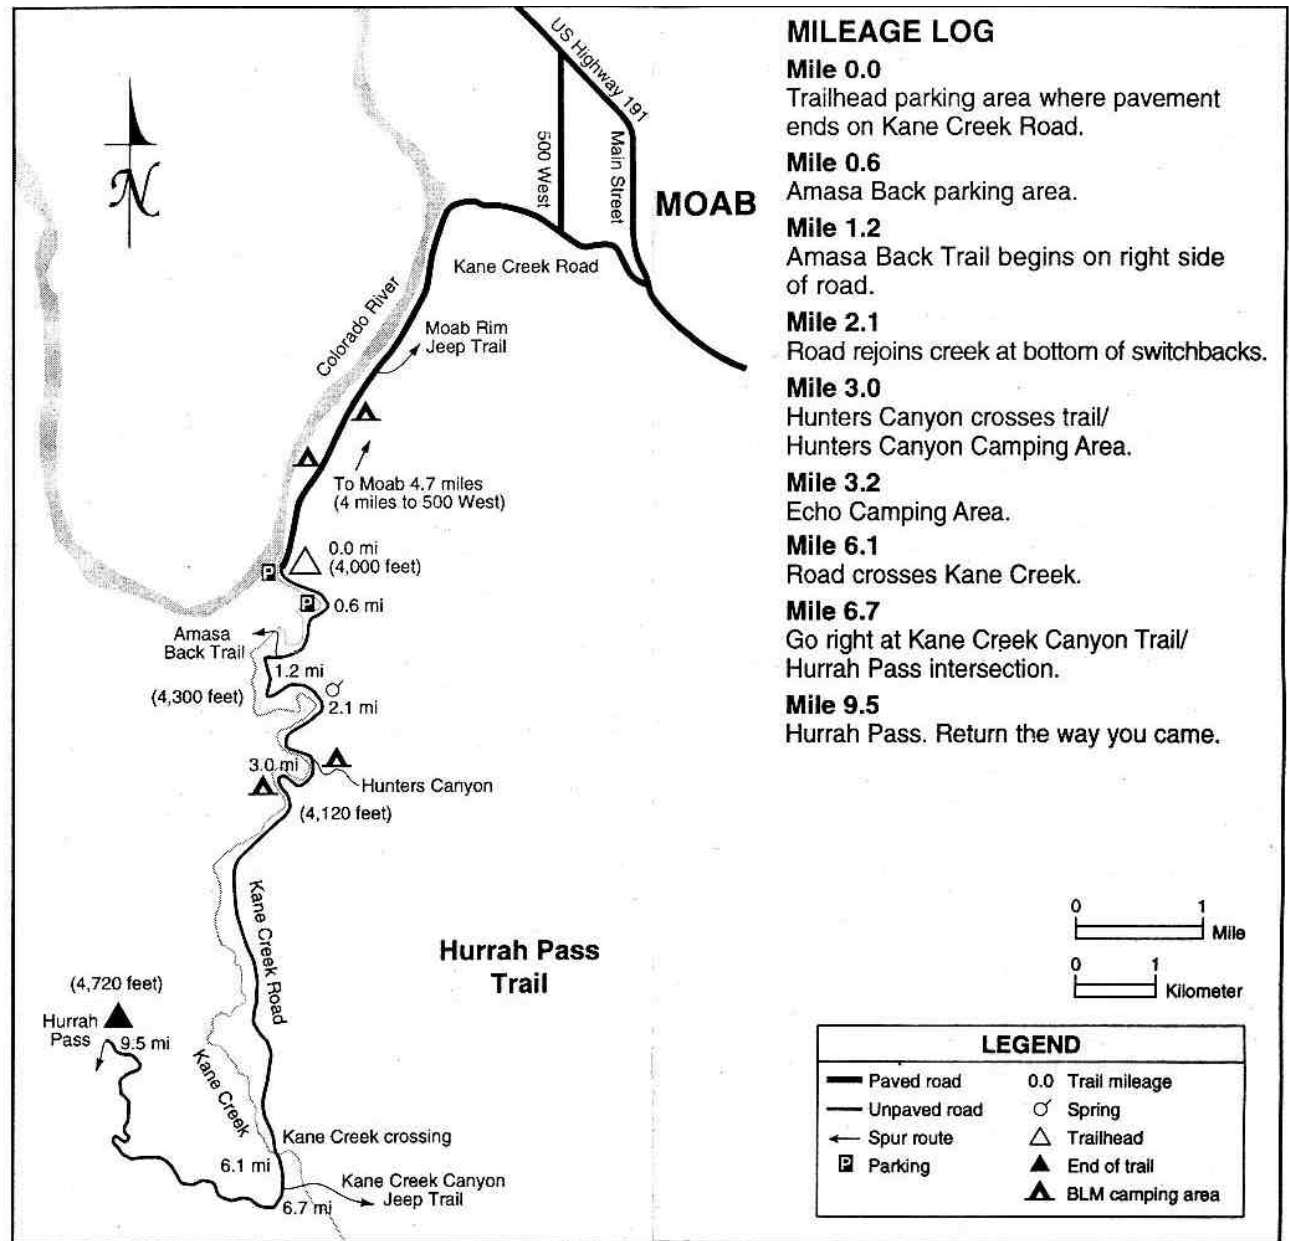 US Highway 191
500 West
Main Street
MOAB
Kane Creek Road
N
Colorado River
Moab Rim
Jeep Trail
To Moab 4.7 miles
(4 miles to 500 West)
0.0 mi
(4,000 feet)
P
P
0.6 mi
Amasa
Back Trail
1.2 mi
(4,300 feet)
2.1 mi
3.0 mi
Hunters Canyon
(4,120 feet)
Kane Creek Road
Hurrah Pass
Trail
(4,720 feet)
Hurrah
Pass
9.5 mi
Kane Creek
Kane Creek crossing
6.1 mi
Kane Creek Canyon
Jeep Trail
6.7 mi
MILEAGE LOG
Mile 0.0
Trailhead parking area where pavement
ends on Kane Creek Road.
Mile 0.6
Amasa Back parking area.
Mile 1.2
Amasa Back Trail begins on right side
of road.
Mile 2.1
Road rejoins creek at bottom of switchbacks.
Mile 3.0
Hunters Canyon crosses trail/
Hunters Canyon Camping Area.
Mile 3.2
Echo Camping Area.
Mile 6.1
Road crosses Kane Creek.
Mile 6.7
Go right at Kane Creek Canyon Trail/
Hurrah Pass intersection.
Mile 9.5
Hurrah Pass. Return the way you came.
0 1
Mile
0 1
Kilometer
LEGEND
Paved road
Unpaved road
Spur route
P Parking
0.0 Trail mileage
Spring
Trailhead
End of trail
BLM camping area